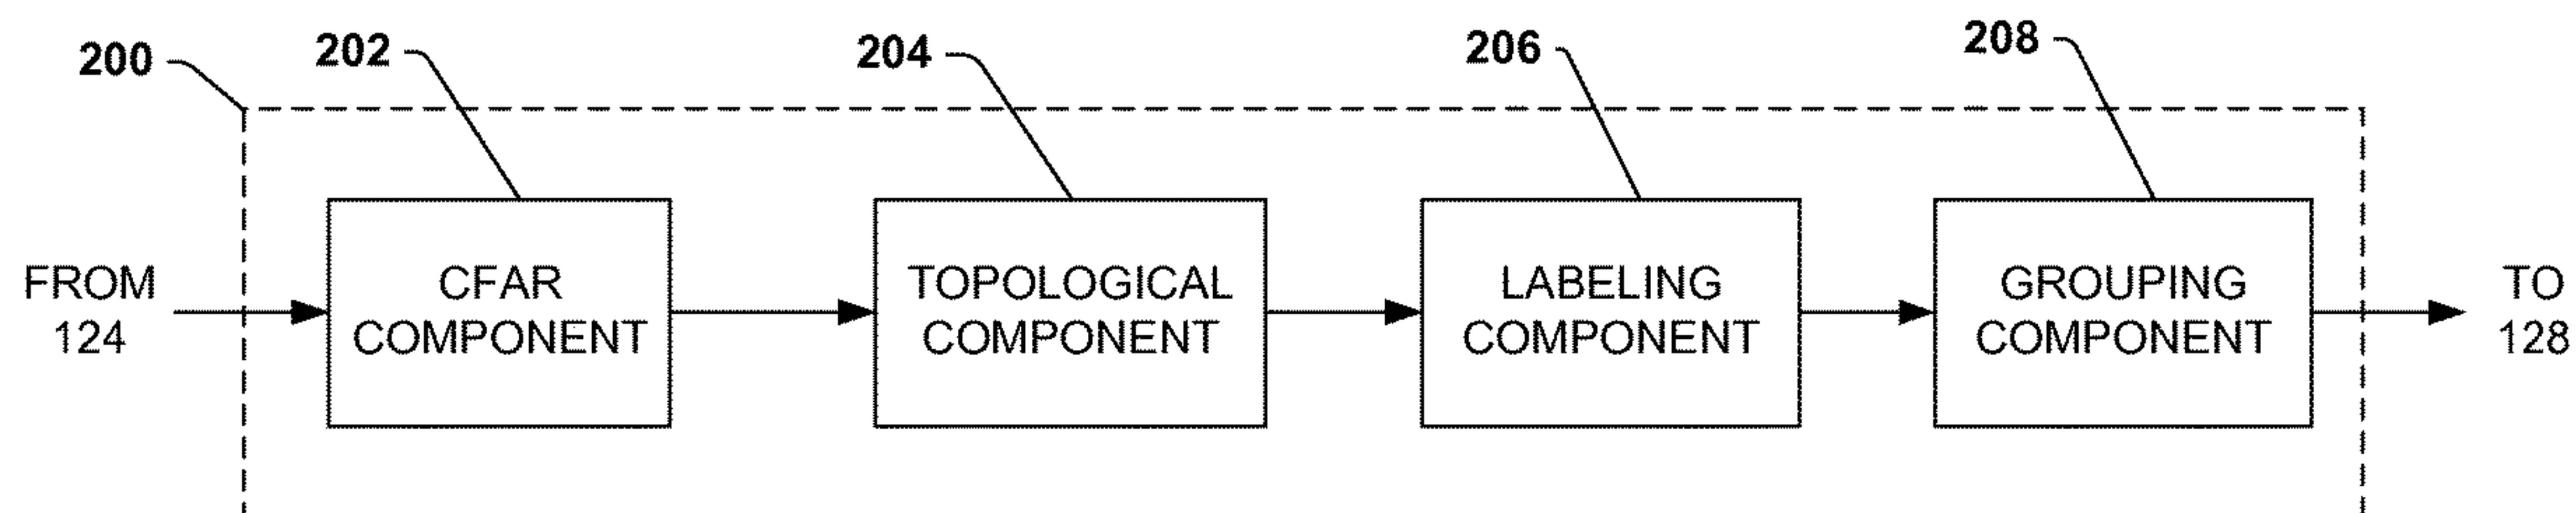 200
202
204
206
208
FROM
124
CFAR
COMPONENT
TOPOLOGICAL
COMPONENT
LABELING
COMPONENT
GROUPING
COMPONENT
TO
128